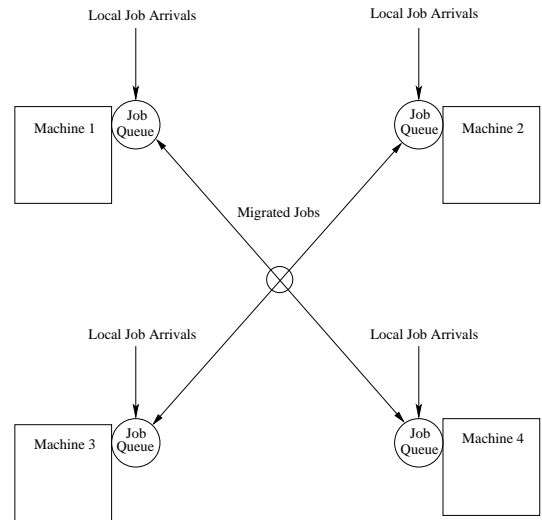 Local Job Arrivals
Local Job Arrivals
Machine 1
Job
Queue
Job
Queue
Machine 2
Migrated Jobs
Local Job Arrivals
Local Job Arrivals
Machine 3
Job
Queue
Job
Queue
Machine 4